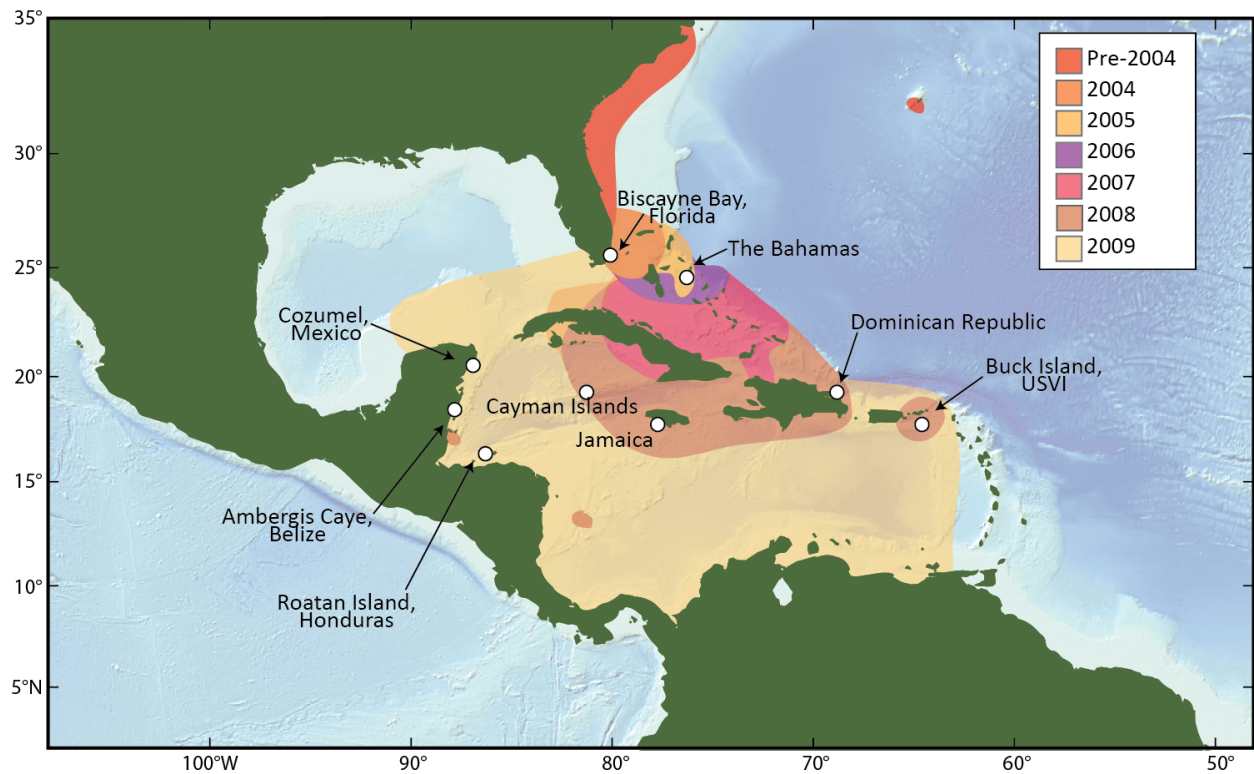 35°
Pre-2004
2004
2005
2006
2007
2008
2009
30°
Biscayne Bay,
Florida
The Bahamas
25°
Cozumel,
Mexico
Dominican Republic
Buck Island,
USVI
20°
Cayman Islands
Jamaica
15°
Ambergis Caye,
Belize
10°
Roatan Island,
Honduras
5°N
100°W
90°
80°
70°
60°
50°